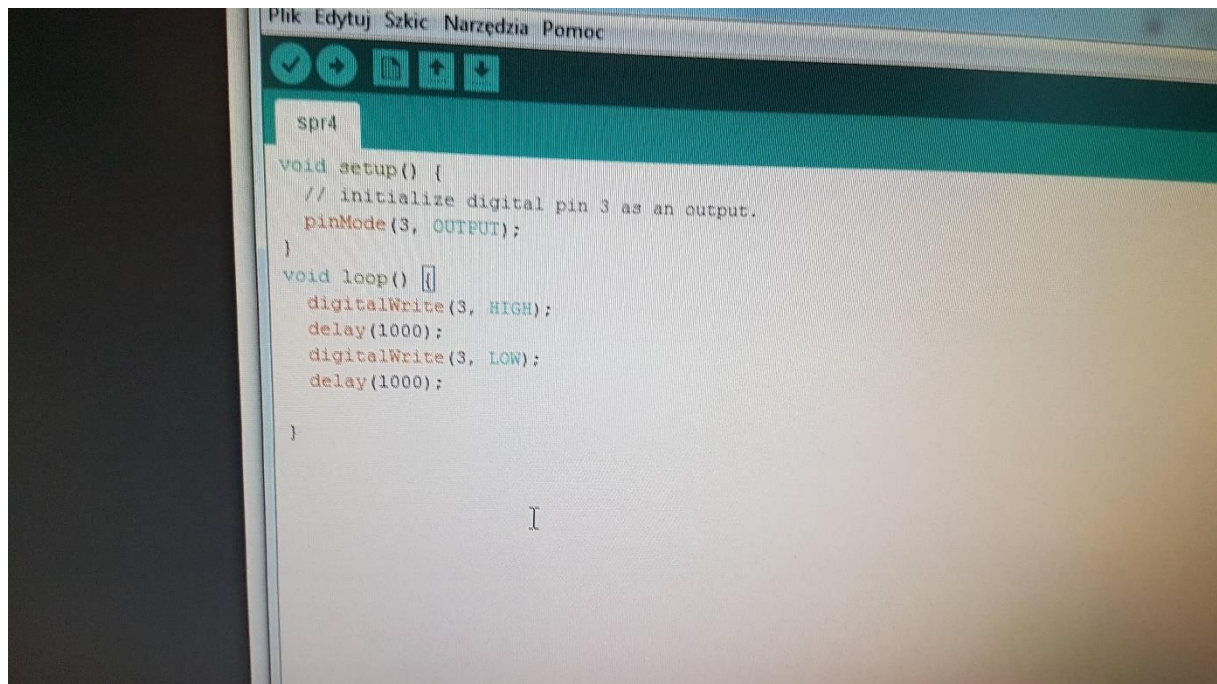 Plik Edytuj Szkic Narzędzia Pomoc
spr4
void setup() {
// initialize digital pin 3 as an output.
pinMode(3, OUTPUT);
}
void loop() {
digitalWrite(3, HIGH);
delay(1000);
digitalWrite(3, LOW);
delay(1000);
}